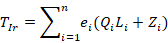 T_{Ir} = \sum_{i=1}^{n} e_i(Q_i L_i + Z_i)